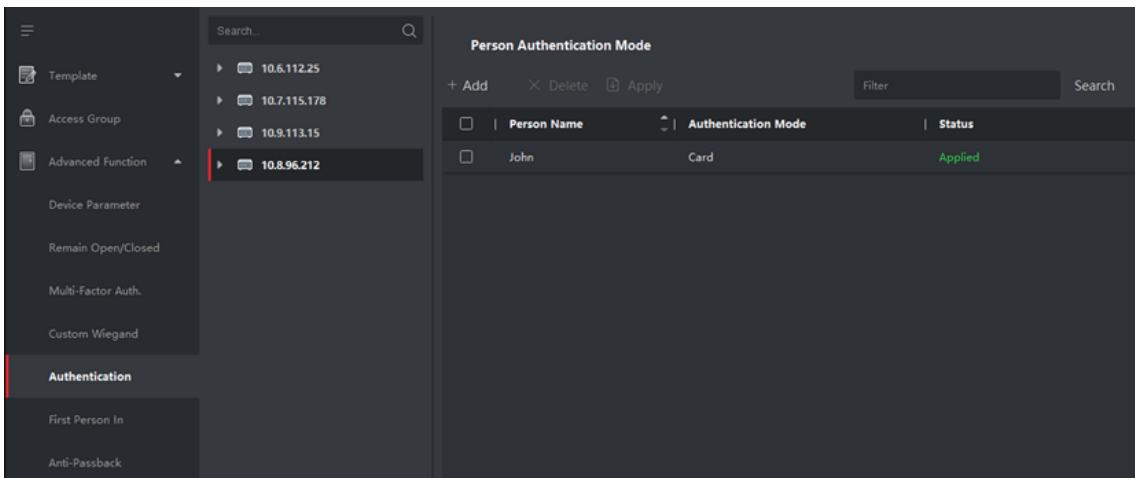 Template
Access Group
Advanced Function
Device Parameter
Remain Open/Closed
Multi-Factor Auth.
Custom Wiegand
Authentication
First Person In
Anti-Passback
Search...
10.6.112.25
10.7.115.178
10.9.113.15
10.8.96.212
Person Authentication Mode
+ Add × Delete Apply Filter Search
Person Name | Authentication Mode | Status
John Card Applied